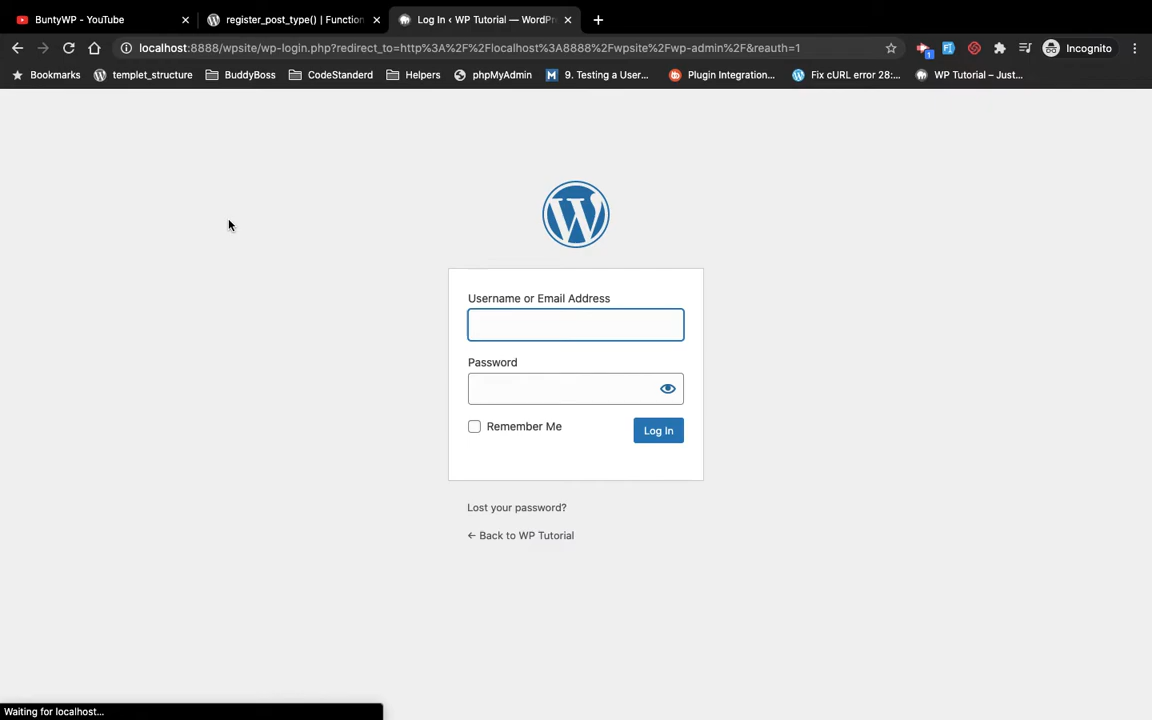 BuntyWP - YouTube
register_post_type() | Function
Log In ‹ WP Tutorial — WordPr
localhost:8888/wpsite/wp-login.php?redirect_to=http%3A%2F%2Flocalhost%3A8888%2Fwpsite%2Fwp-admin%2F&reauth=1
1
Incognito
Bookmarks
templet_structure
BuddyBoss
CodeStanderd
Helpers
phpMyAdmin
9. Testing a User...
Plugin Integration...
Fix cURL error 28:...
WP Tutorial – Just...
Username or Email Address
Password
Remember Me
Log In
Lost your password?
← Back to WP Tutorial
Waiting for localhost...